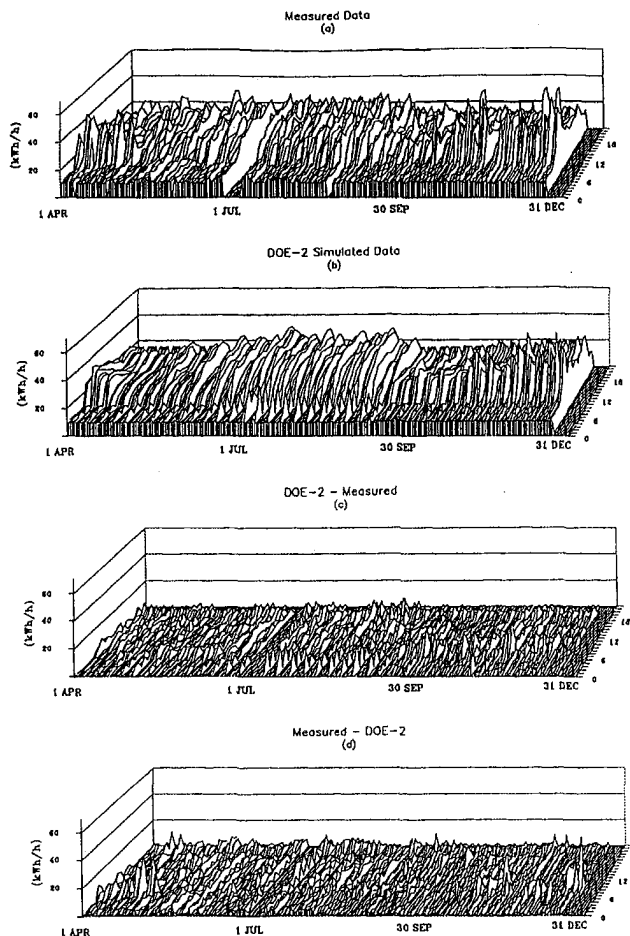 Measured Data
(a)
(kWh/h)
60
40
20
1 APR
1 JUL
30 SEP
31 DEC
0
6
12
18
DOE-2 Simulated Data
(b)
(kWh/h)
60
40
20
1 APR
1 JUL
30 SEP
31 DEC
0
6
12
18
DOE-2 - Measured
(c)
(kWh/h)
60
40
20
0
1 APR
1 JUL
30 SEP
31 DEC
0
6
12
18
Measured - DOE-2
(d)
(kWh/h)
60
40
20
0
1 APR
1 JUL
30 SEP
31 DEC
0
6
12